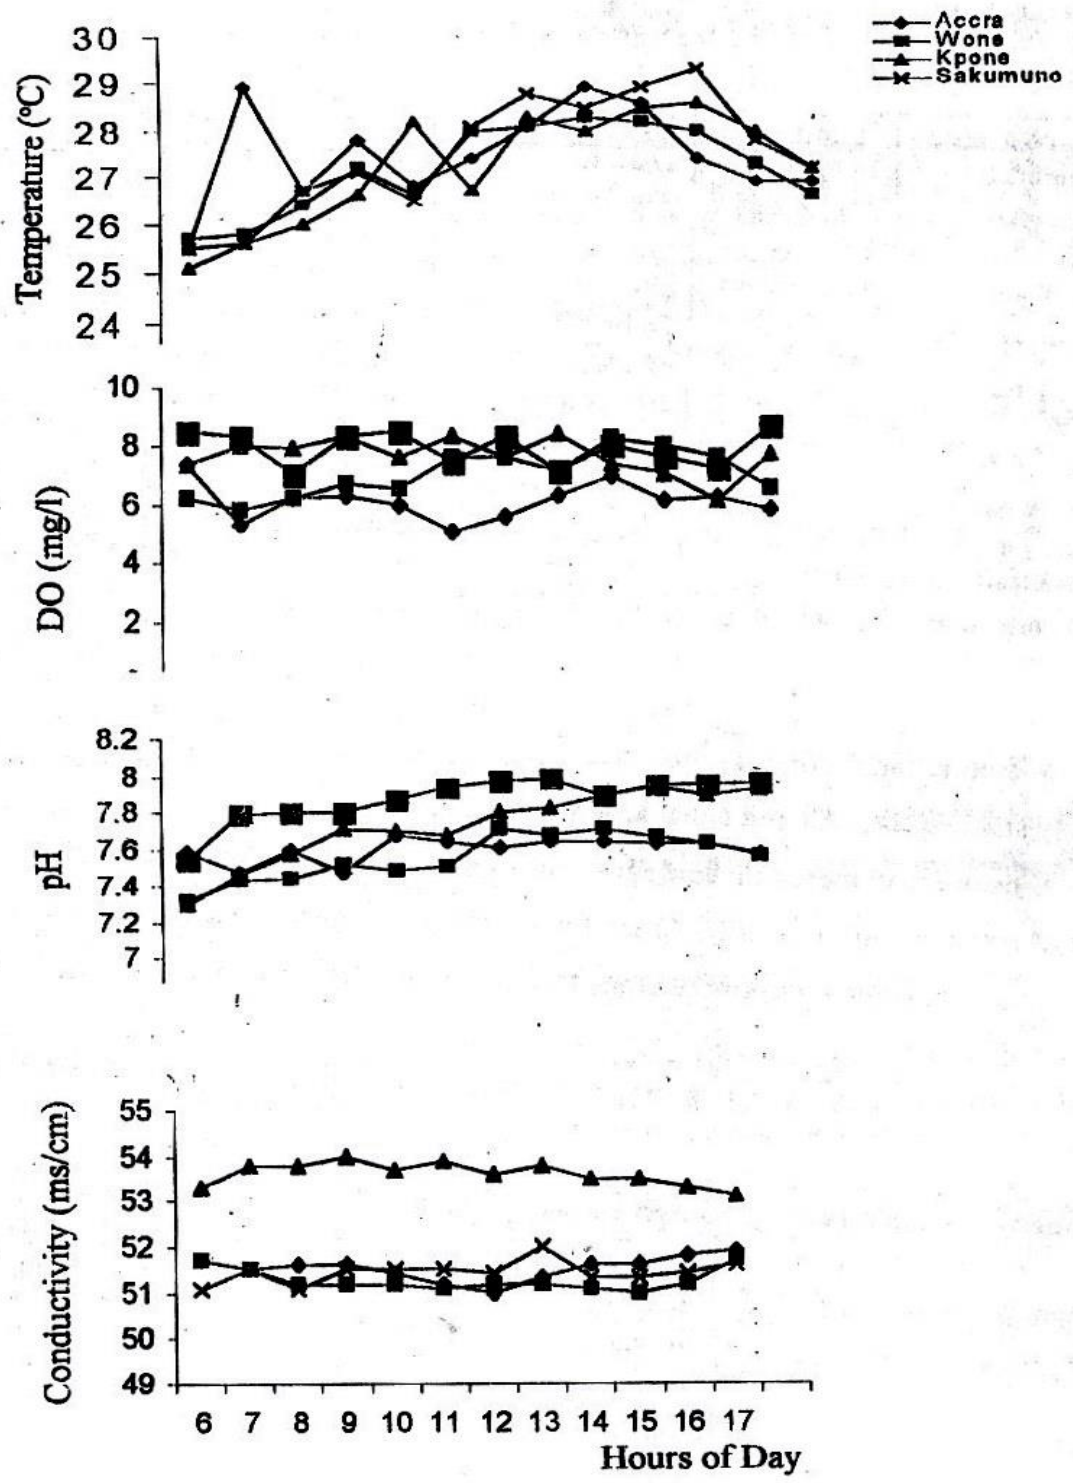 Accra
Wone
Kpone
Sakumuno
Temperature (°C)
30
29
28
27
26
25
24
DO (mg/l)
10
8
6
4
2
-
pH
8.2
8
7.8
7.6
7.4
7.2
7
Conductivity (ms/cm)
55
54
53
52
51
50
49
6 7 8 9 10 11 12 13 14 15 16 17
Hours of Day